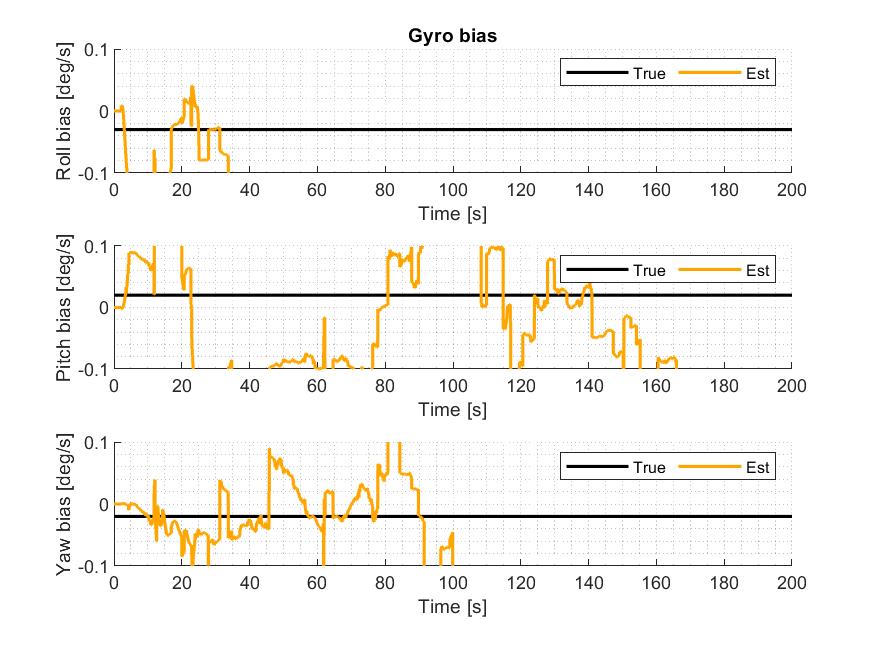 Gyro bias
Roll bias [deg/s]
0.1
0
-0.1
True Est
0 20 40 60 80 100 120 140 160 180 200
Time [s]
Pitch bias [deg/s]
0.1
0
-0.1
True Est
0 20 40 60 80 100 120 140 160 180 200
Time [s]
Yaw bias [deg/s]
0.1
0
-0.1
True Est
0 20 40 60 80 100 120 140 160 180 200
Time [s]